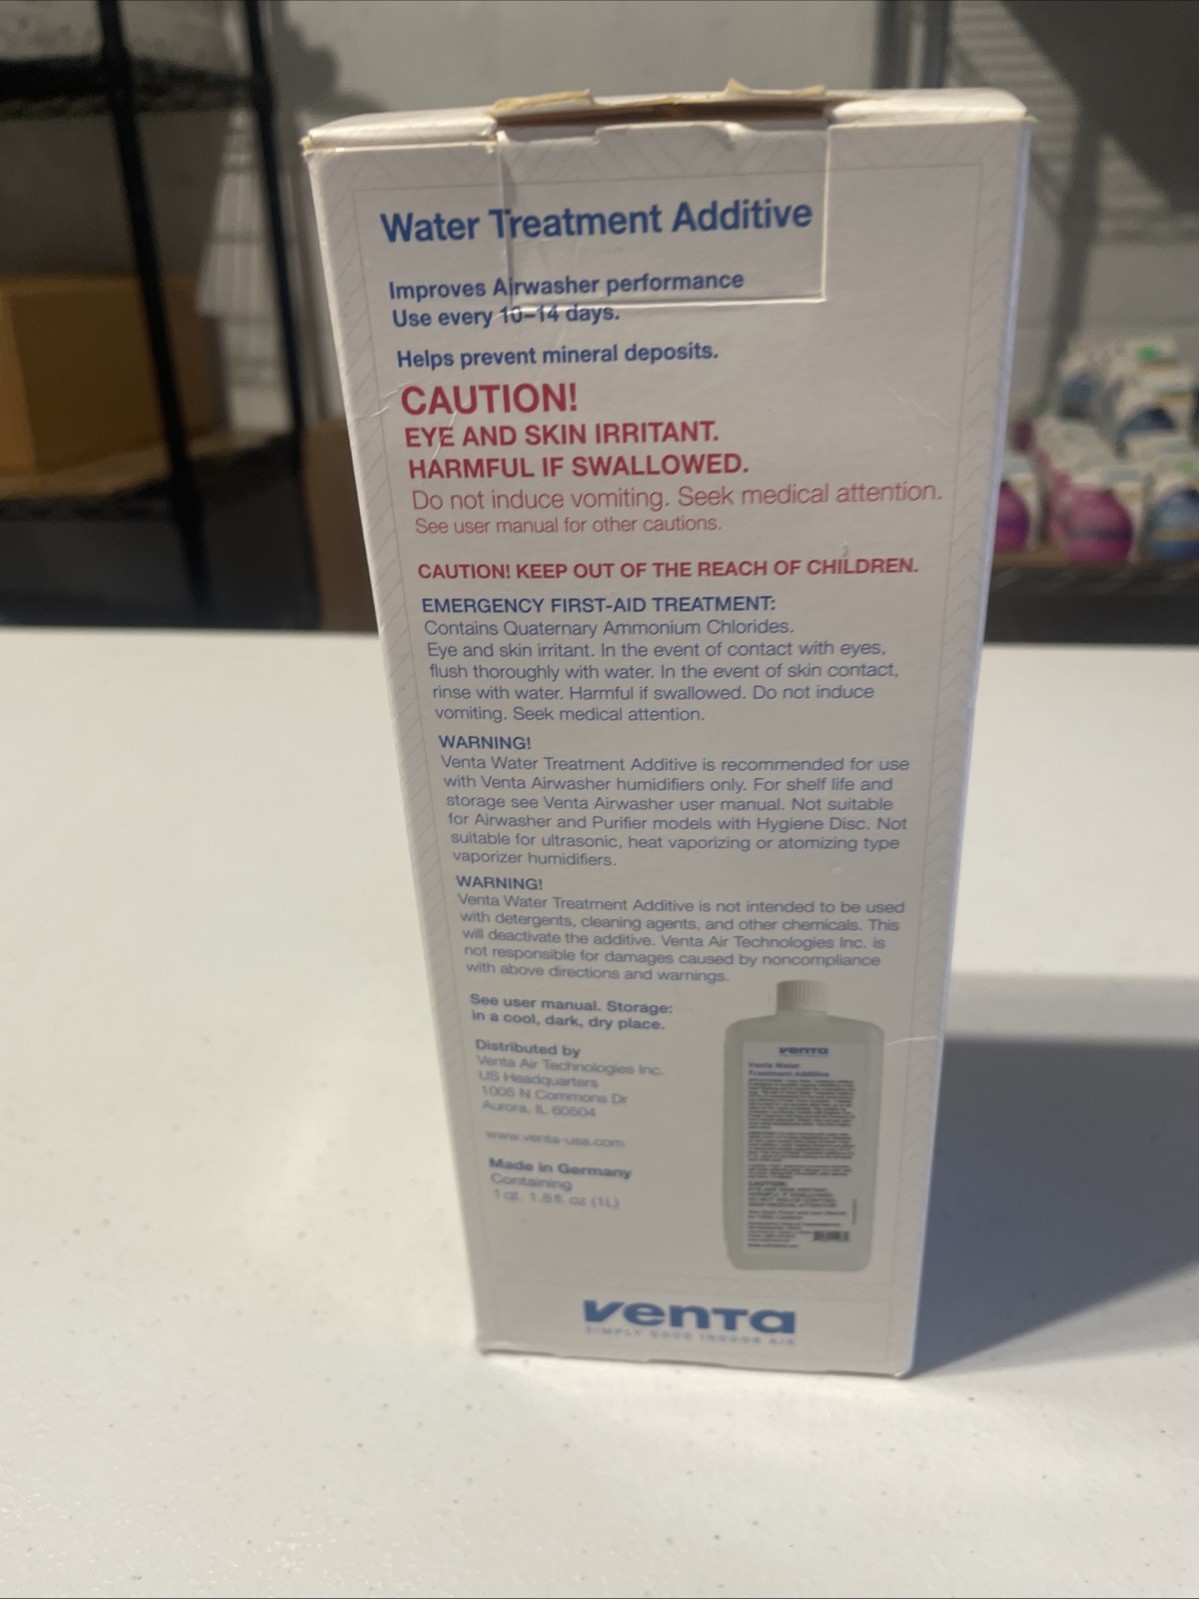 Water Treatment Additive
Improves Airwasher performance
Use every 10–14 days.
Helps prevent mineral deposits.
CAUTION!
EYE AND SKIN IRRITANT.
HARMFUL IF SWALLOWED.
Do not induce vomiting. Seek medical attention.
See user manual for other cautions.
CAUTION! KEEP OUT OF THE REACH OF CHILDREN.
EMERGENCY FIRST-AID TREATMENT:
Contains Quaternary Ammonium Chlorides.
Eye and skin irritant. In the event of contact with eyes,
flush thoroughly with water. In the event of skin contact,
rinse with water. Harmful if swallowed. Do not induce
vomiting. Seek medical attention.
WARNING!
Venta Water Treatment Additive is recommended for use
with Venta Airwasher humidifiers only. For shelf life and
storage see Venta Airwasher user manual. Not suitable
for Airwasher and Purifier models with Hygiene Disc. Not
suitable for ultrasonic, heat vaporizing or atomizing type
vaporizer humidifiers.
WARNING!
Venta Water Treatment Additive is not intended to be used
with detergents, cleaning agents, and other chemicals. This
will deactivate the additive. Venta Air Technologies Inc. is
not responsible for damages caused by noncompliance
with above directions and warnings.
See user manual. Storage:
in a cool, dark, dry place.
Distributed by
Venta Air Technologies Inc.
US Headquarters
1005 N Commons Dr
Aurora, IL 60504
www.venta-usa.com
Made in Germany
Containing
1 qt. 1.8 fl. oz (1L)
venta
Venta Water
Treatment Additive
CAUTION:
venta
SIMPLY GOOD INDOOR AIR